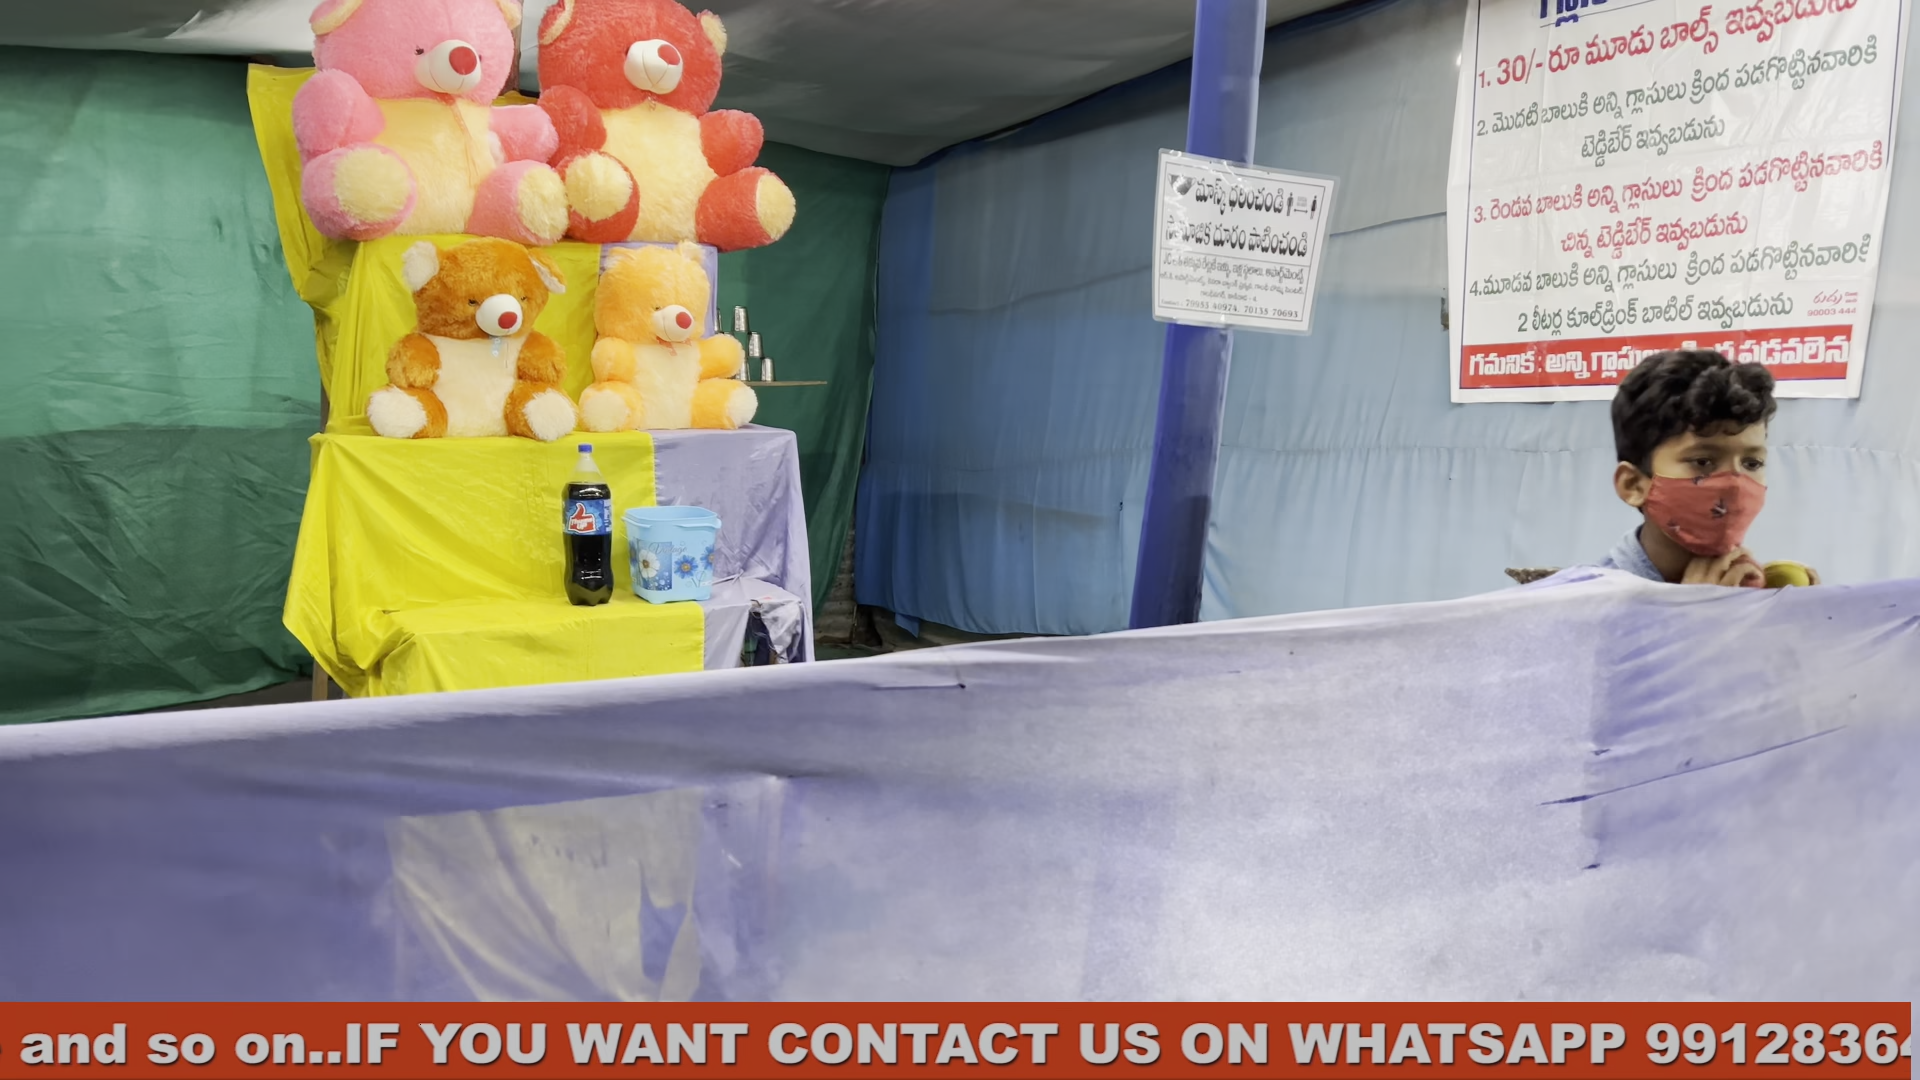 1. 30/- రూ మూడు బాల్స్ ఇవ్వబడును
2. మొదటి బాలుకి అన్ని గ్లాసులు క్రింద పడగొట్టినవారికి
టెడ్డిబేర్ ఇవ్వబడును
3. రెండవ బాలుకి అన్ని గ్లాసులు క్రింద పడగొట్టినవారికి
చిన్న టెడ్డిబేర్ ఇవ్వబడును
4.మూడవ బాలుకి అన్ని గ్లాసులు క్రింద పడగొట్టినవారికి
2 లీటర్ల కూల్‌డ్రింక్ బాటిల్ ఇవ్వబడును
గమనిక : అన్ని పడవలెన
మాస్క్ ధరించండి
సామాజిక దూరం పాటించండి
and so on..IF YOU WANT CONTACT US ON WHATSAPP 9912836